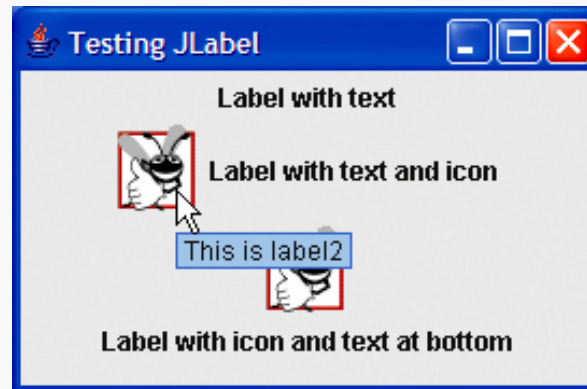 Testing JLabel
Label with text
Label with text and icon
This is label2
Label with icon and text at bottom